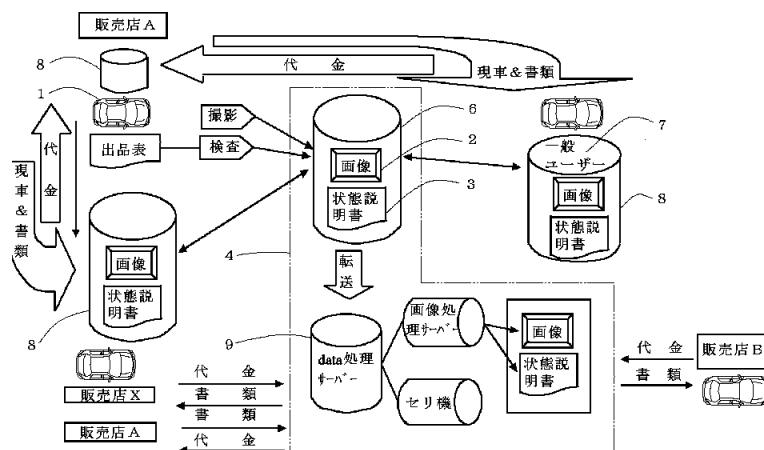 販売店A
8
1
代金
現車&書類
撮影
出品表
検査
代金
現車&書類
6
2
画像
状態説
明書
3
7
一般
ユーザー
画像
状態説
明書
8
画像
状態説
明書
8
4
転送
9
data処理
サーバー
画像処
理サーバー
セリ機
画像
状態説
明書
代金
書類
販売店B
販売店X
販売店A
代金
書類
書類
代金